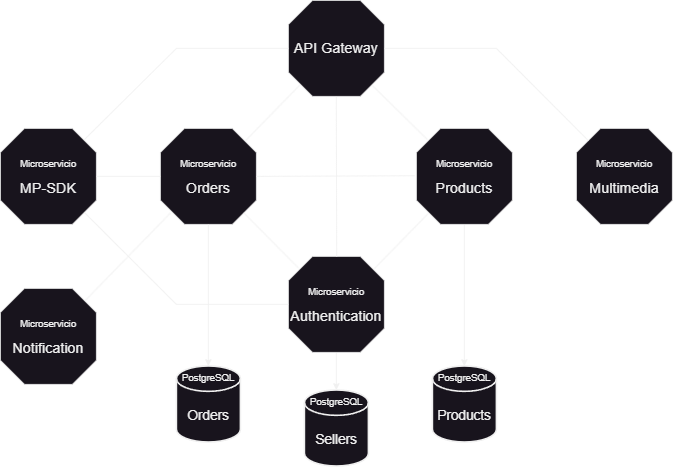 API Gateway
Microservicio
MP-SDK
Microservicio
Orders
Microservicio
Products
Microservicio
Multimedia
Microservicio
Notification
Microservicio
Authentication
PostgreSQL
Orders
PostgreSQL
Sellers
PostgreSQL
Products